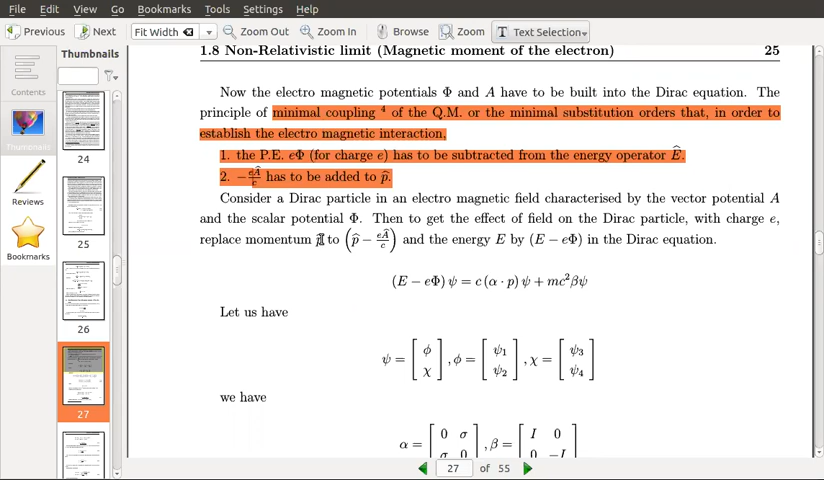 File Edit View Go Bookmarks Tools Settings Help
Previous Next Fit Width Zoom Out Zoom In Browse Zoom Text Selection
Thumbnails
Contents
Thumbnails
Reviews
Bookmarks
24
25
26
27
1.8 Non-Relativistic limit (Magnetic moment of the electron) 25
Now the electro magnetic potentials Φ and A have to be built into the Dirac equation. The
principle of minimal coupling ⁴ of the Q.M. or the minimal substitution orders that, in order to
establish the electro magnetic interaction,
1. the P.E. eΦ (for charge e) has to be subtracted from the energy operator Ê.
2. −eÂ/c has to be added to p̂.
Consider a Dirac particle in an electro magnetic field characterised by the vector potential A
and the scalar potential Φ. Then to get the effect of field on the Dirac particle, with charge e,
replace momentum p̂ to (p̂ − eÂ/c) and the energy E by (E − eΦ) in the Dirac equation.
(E − eΦ) ψ = c (α · p) ψ + mc²βψ
Let us have
ψ = [ϕ χ], ϕ = [ψ₁ ψ₂], χ = [ψ₃ ψ₄]
we have
α = [0 σ σ 0], β = [I 0 0 −I]
27 of 55